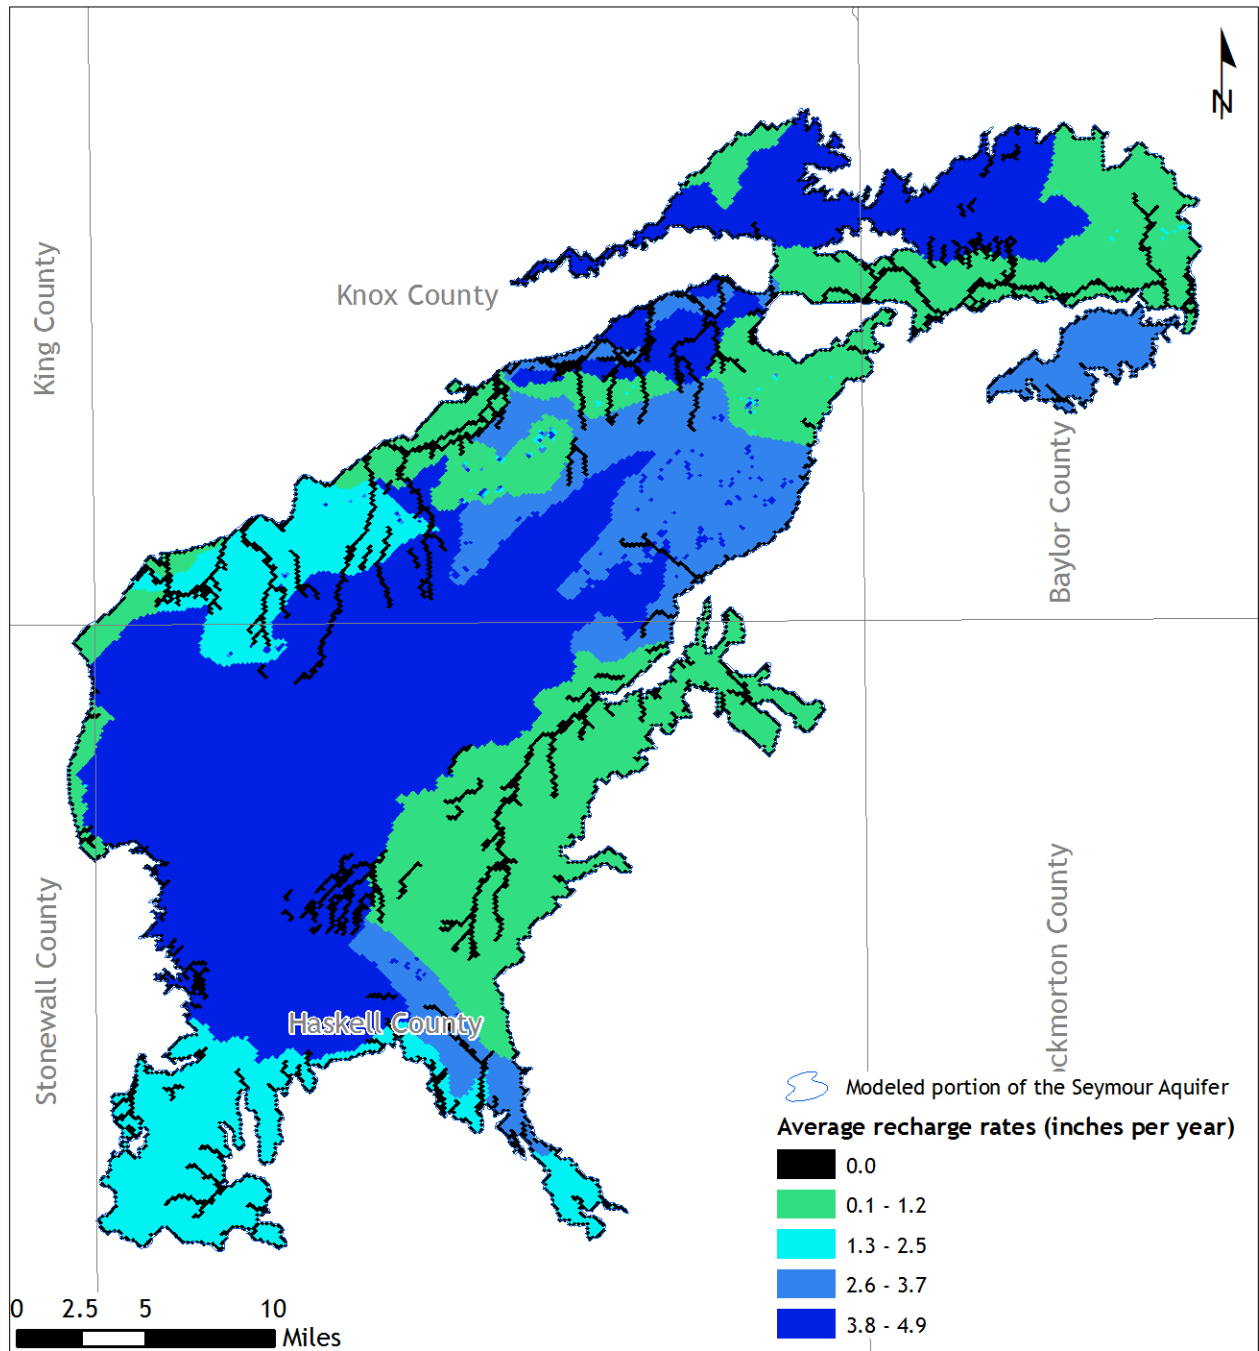 N
Knox County
King County
Baylor County
Stonewall County
Haskell County
ockmorton County
Modeled portion of the Seymour Aquifer
Average recharge rates (inches per year)
0.0
0.1 - 1.2
1.3 - 2.5
2.6 - 3.7
3.8 - 4.9
0 2.5 5 10
Miles